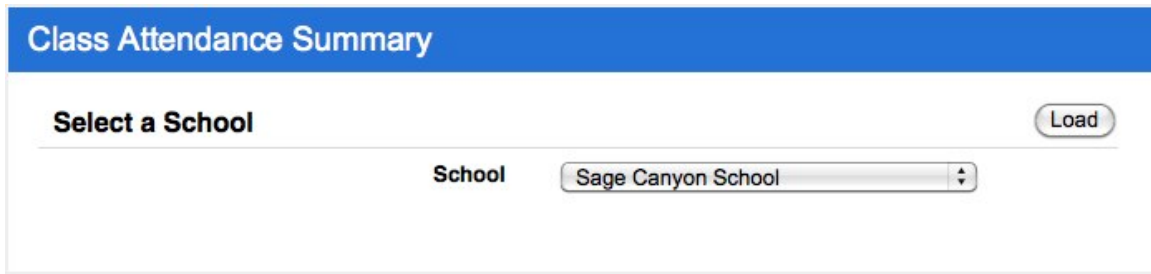 Class Attendance Summary
Select a School
Load
School
Sage Canyon School